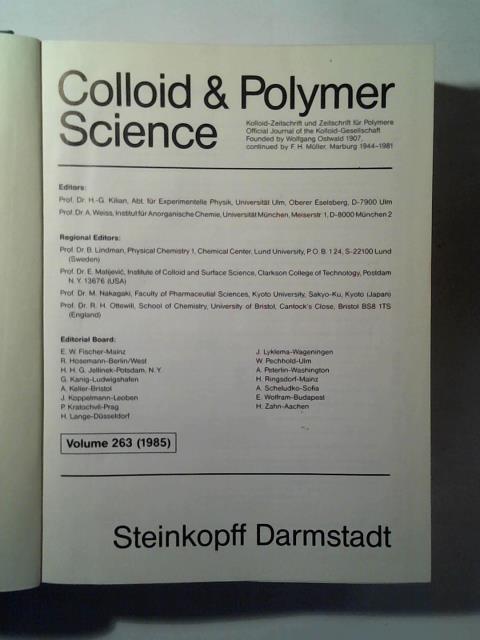 Colloid & Polymer
Science
Kolloid-Zeitschrift und Zeitschrift für Polymere
Official Journal of the Kolloid-Gesellschaft
Founded by Wolfgang Ostwald 1907,
continued by F. H. Müller, Marburg 1944-1981
Editors:
Prof. Dr. H.-G. Kilian, Abt. für Experimentelle Physik, Universität Ulm, Oberer Eselsberg, D-7900 Ulm
Prof. Dr. A. Weiss, Institut für Anorganische Chemie, Universität München, Meiserstr 1, D-8000 München 2
Regional Editors:
Prof. Dr. B. Lindman, Physical Chemistry 1, Chemical Center, Lund University, P.O.B. 124, S-22100 Lund
(Sweden)
Prof. Dr. E. Matijević, Institute of Colloid and Surface Science, Clarkson College of Technology, Postdam
N.Y. 13676 (USA)
Prof. Dr. M. Nakagaki, Faculty of Pharmaceutial Sciences, Kyoto University, Sakyo-Ku, Kyoto (Japan)
Prof. Dr. R. H. Ottewill, School of Chemistry, University of Bristol, Cantock's Close, Bristol BS8 1TS
(England)
Editorial Board:
E. W. Fischer-Mainz
R. Hosemann-Berlin/West
H. H. G. Jellinek-Potsdam, N.Y.
G. Kanig-Ludwigshafen
A. Keller-Bristol
J. Koppelmann-Leoben
P. Kratochvil-Prag
H. Lange-Düsseldorf
J. Lyklema-Wageningen
W. Pechhold-Ulm
A. Peterlin-Washington
H. Ringsdorf-Mainz
A. Scheludko-Sofia
E. Wolfram-Budapest
H. Zahn-Aachen
Volume 263 (1985)
Steinkopff Darmstadt